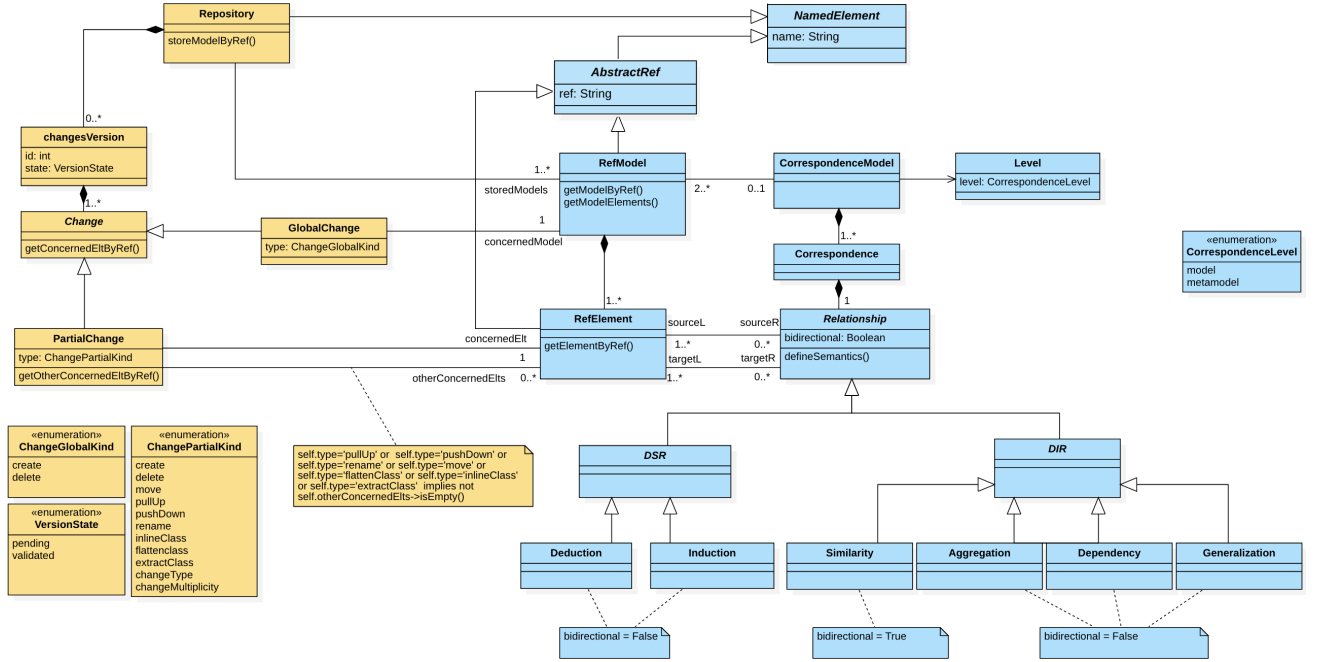 Repository
storeModelByRef()
NamedElement
name: String
AbstractRef
ref: String
0..*
changesVersion
id: int
state: VersionState
1..*
Change
getConcernedEltByRef()
GlobalChange
type: ChangeGlobalKind
1..*
storedModels
1
concernedModel
RefModel
getModelByRef()
getModelElements()
2..*
0..1
CorrespondenceModel
Level
level: CorrespondenceLevel
1..*
Correspondence
1
«enumeration»
CorrespondenceLevel
model
metamodel
1..*
PartialChange
type: ChangePartialKind
getOtherConcernedEltByRef()
concernedElt
1
otherConcernedElts
0..*
RefElement
getElementByRef()
sourceL
sourceR
1..*
0..*
targetL
targetR
1..*
0..*
Relationship
bidirectional: Boolean
defineSemantics()
«enumeration»
ChangeGlobalKind
create
delete
«enumeration»
VersionState
pending
validated
«enumeration»
ChangePartialKind
create
delete
move
pullUp
pushDown
rename
inlineClass
flattenclass
extractClass
changeType
changeMultiplicity
self.type='pullUp' or self.type='pushDown' or
self.type='rename' or self.type='move' or
self.type='flattenClass' or self.type='inlineClass'
or self.type='extractClass' implies not
self.otherConcernedElts->isEmpty()
DSR
DIR
Deduction
Induction
Similarity
Aggregation
Dependency
Generalization
bidirectional = False
bidirectional = True
bidirectional = False